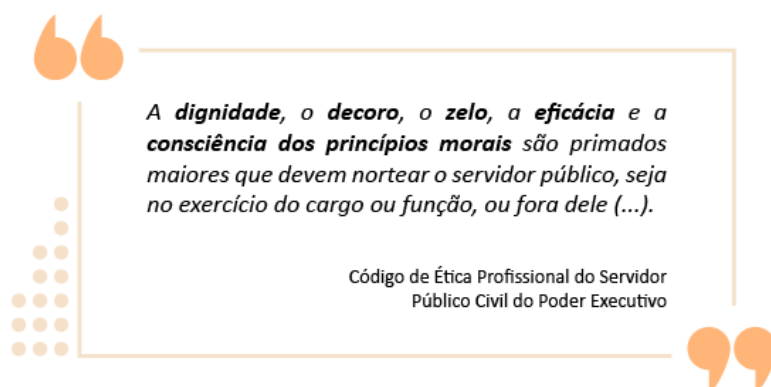 A dignidade, o decoro, o zelo, a eficácia e a
consciência dos princípios morais são primados
maiores que devem nortear o servidor público, seja
no exercício do cargo ou função, ou fora dele (...).
Código de Ética Profissional do Servidor
Público Civil do Poder Executivo